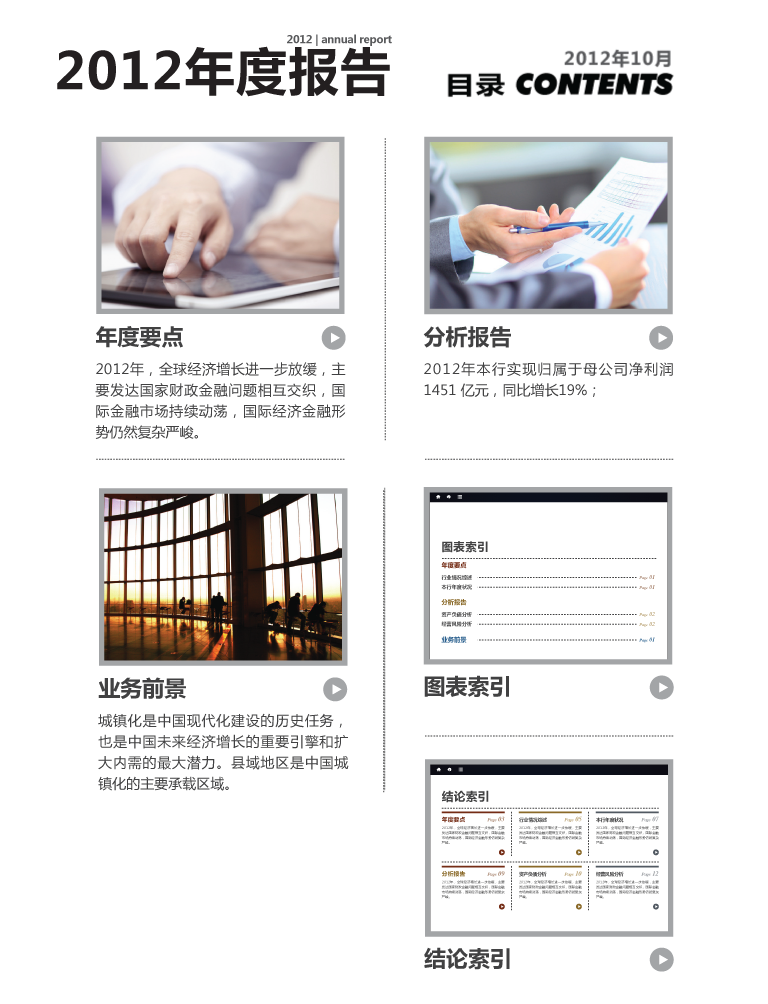 2012 | annual report
2012年度报告
2012年10月
目录 CONTENTS
年度要点
2012年，全球经济增长进一步放缓，主
要发达国家财政金融问题相互交织，国
际金融市场持续动荡，国际经济金融形
势仍然复杂严峻。
分析报告
2012年本行实现归属于母公司净利润
1451 亿元，同比增长19%；
业务前景
城镇化是中国现代化建设的历史任务，
也是中国未来经济增长的重要引擎和扩
大内需的最大潜力。县域地区是中国城
镇化的主要承载区域。
图表索引
年度要点
行业情况综述 Page 01
本行年度状况 Page 01
分析报告
资产负债分析 Page 02
经营风险分析 Page 02
业务前景 Page 01
图表索引
结论索引
年度要点 Page 03
行业情况综述 Page 05
本行年度状况 Page 07
分析报告 Page 09
资产负债分析 Page 10
经营风险分析 Page 12
结论索引